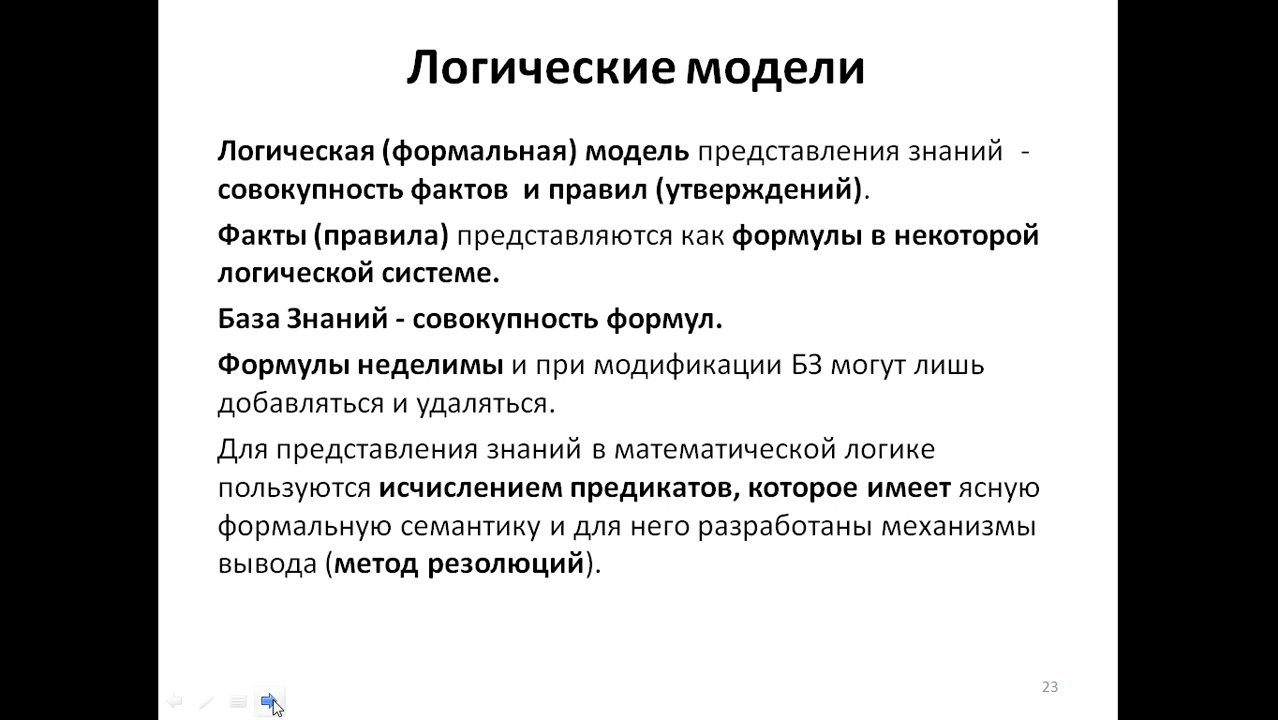 Логические модели
Логическая (формальная) модель представления знаний -
совокупность фактов и правил (утверждений).
Факты (правила) представляются как формулы в некоторой
логической системе.
База Знаний - совокупность формул.
Формулы неделимы и при модификации БЗ могут лишь
добавляться и удаляться.
Для представления знаний в математической логике
пользуются исчислением предикатов, которое имеет ясную
формальную семантику и для него разработаны механизмы
вывода (метод резолюций).
23